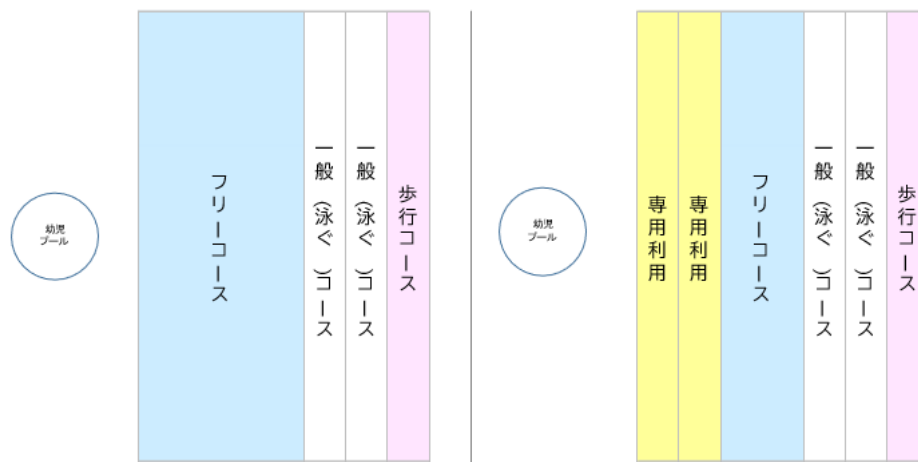 幼児
プール
フリーコース
一般(泳ぐ)コース
一般(泳ぐ)コース
歩行コース
幼児
プール
専用利用
専用利用
フリーコース
一般(泳ぐ)コース
一般(泳ぐ)コース
歩行コース